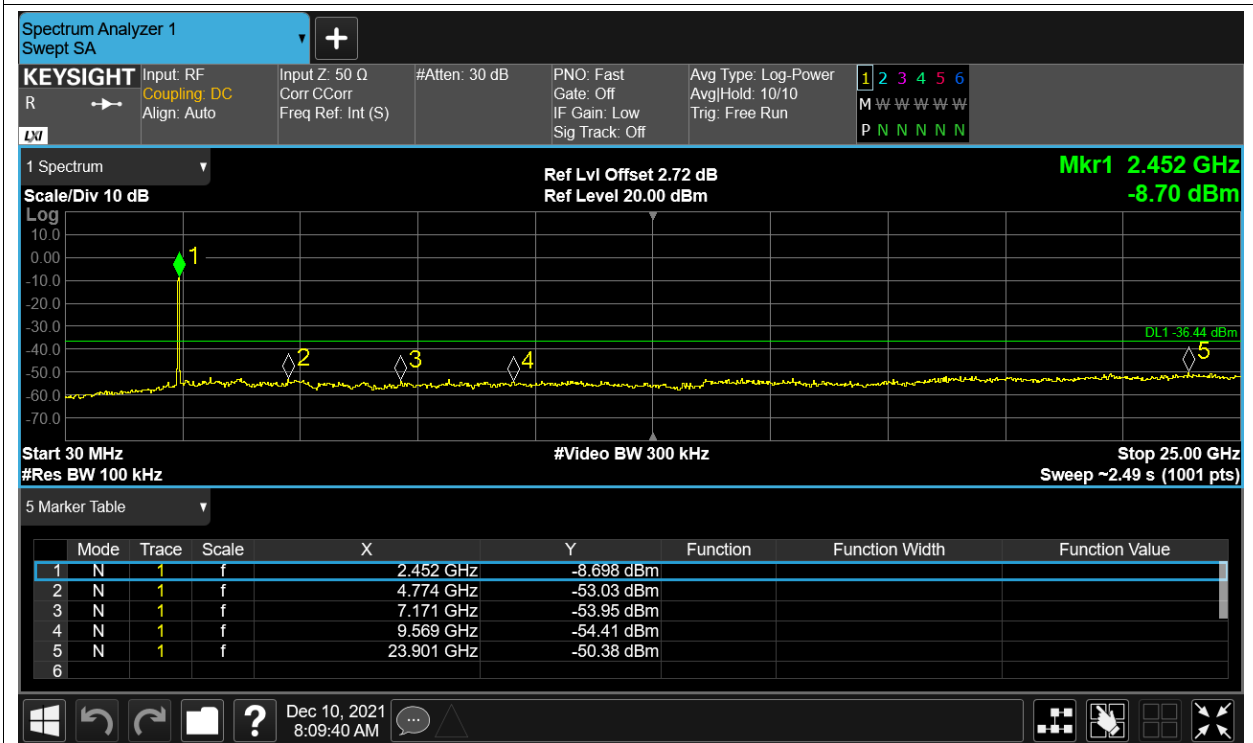 Spectrum Analyzer 1
Swept SA
KEYSIGHT
R
LXI
Input: RF
Coupling: DC
Align: Auto
Input Z: 50 Ω
Corr CCorr
Freq Ref: Int (S)
#Atten: 30 dB
PNO: Fast
Gate: Off
IF Gain: Low
Sig Track: Off
Avg Type: Log-Power
Avg|Hold: 10/10
Trig: Free Run
1 2 3 4 5 6
M W W W W W
P N N N N N
1 Spectrum
Scale/Div 10 dB
Ref Lvl Offset 2.72 dB
Ref Level 20.00 dBm
Mkr1 2.452 GHz
-8.70 dBm
Log
10.0
0.00
-10.0
-20.0
-30.0
-40.0
-50.0
-60.0
-70.0
1
2
3
4
5
DL1 -36.44 dBm
Start 30 MHz
#Res BW 100 kHz
#Video BW 300 kHz
Stop 25.00 GHz
Sweep ~2.49 s (1001 pts)
5 Marker Table
Mode Trace Scale X Y Function Function Width Function Value
1 N 1 f 2.452 GHz -8.698 dBm
2 N 1 f 4.774 GHz -53.03 dBm
3 N 1 f 7.171 GHz -53.95 dBm
4 N 1 f 9.569 GHz -54.41 dBm
5 N 1 f 23.901 GHz -50.38 dBm
6
?
Dec 10, 2021
8:09:40 AM